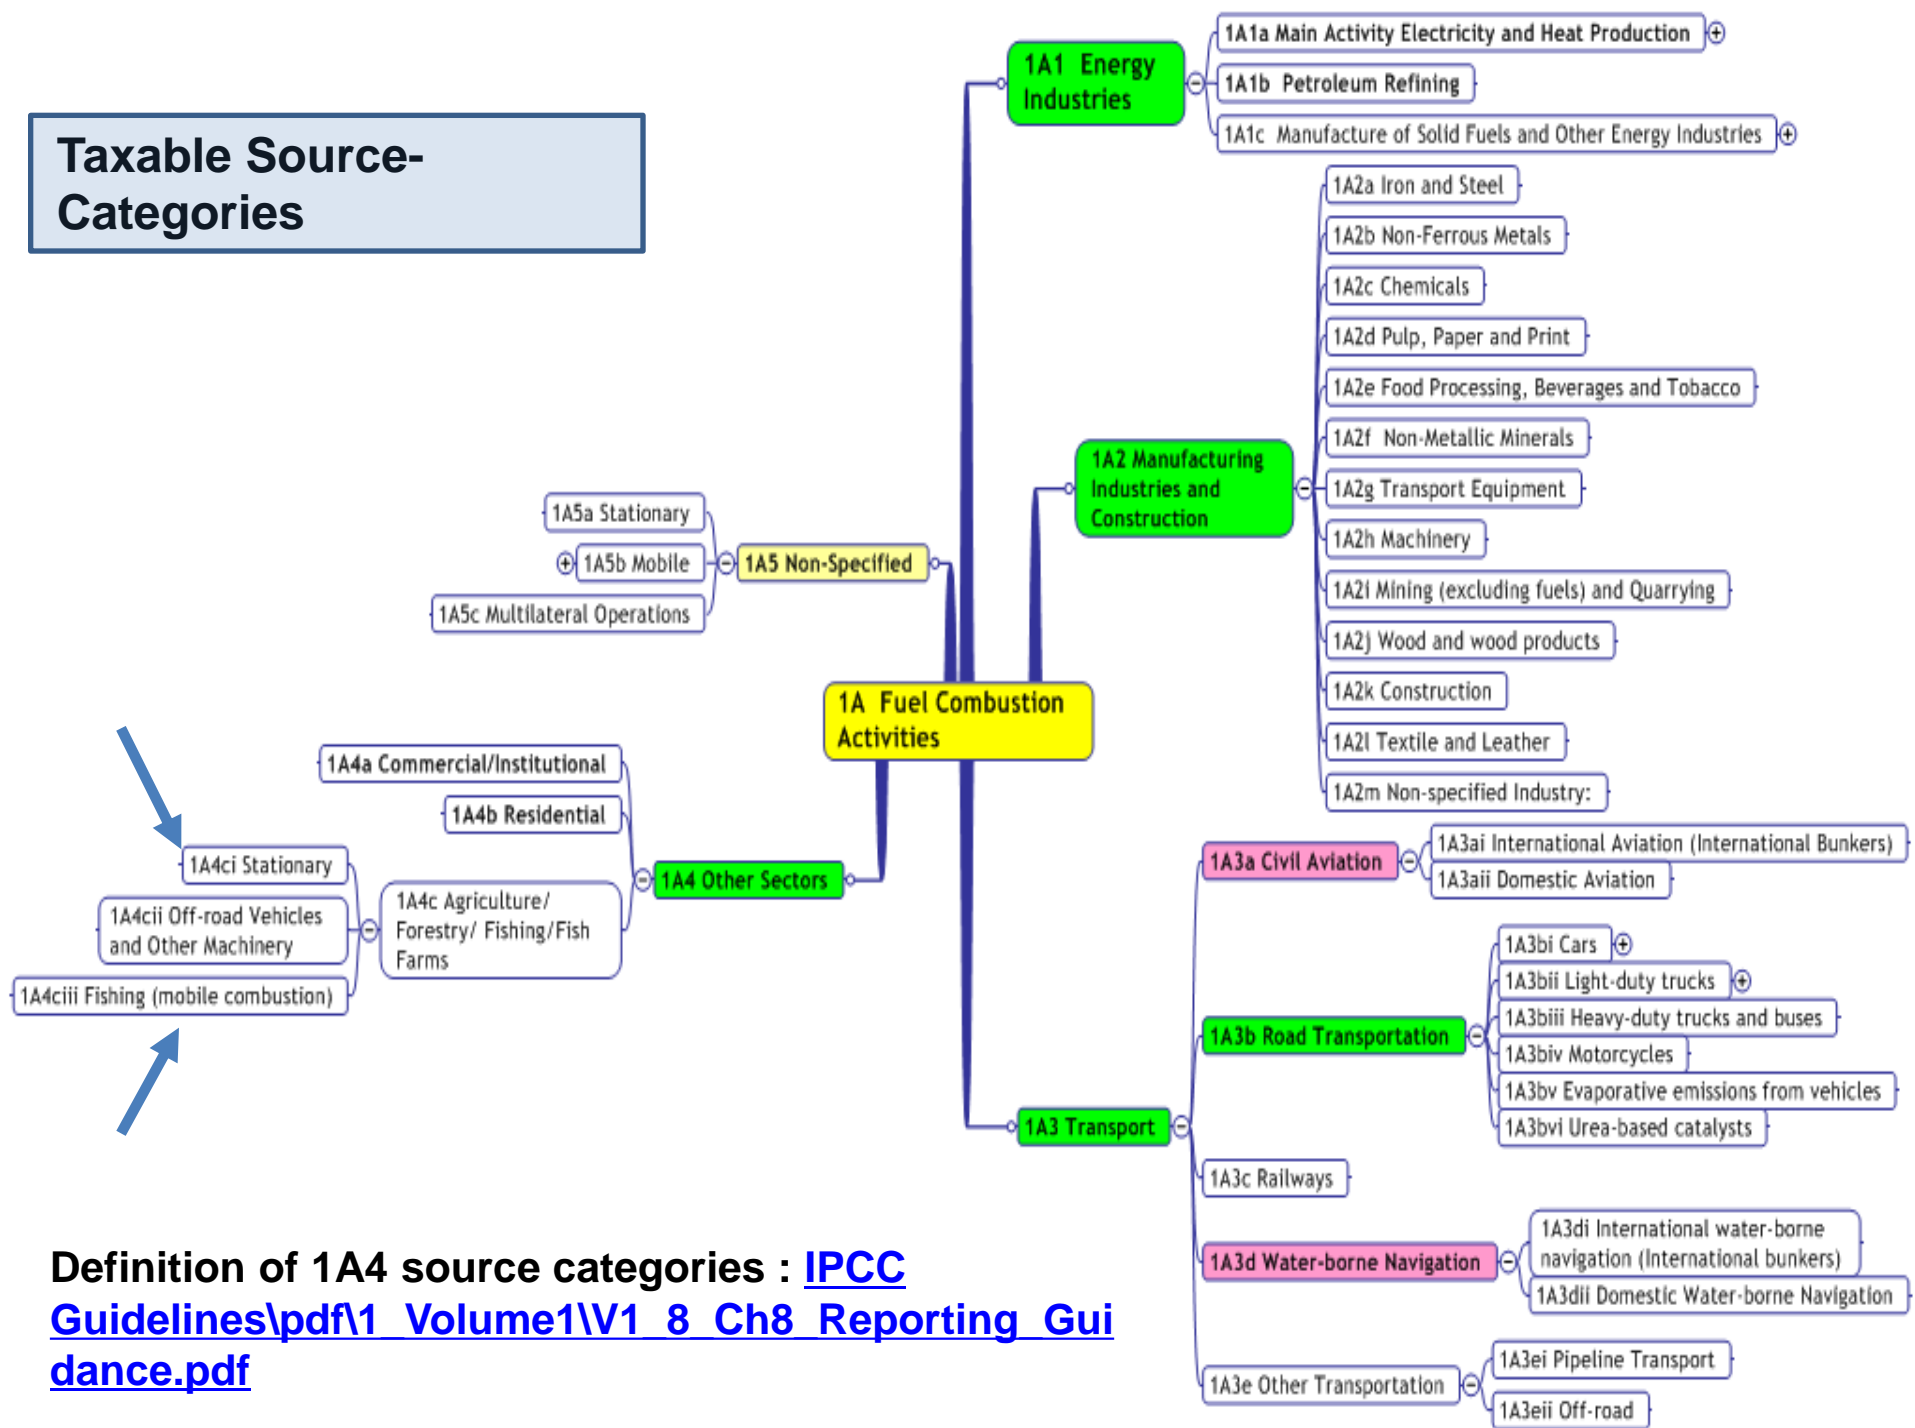 Taxable Source-
Categories
1A Fuel Combustion
Activities
1A1 Energy
Industries
1A1a Main Activity Electricity and Heat Production
1A1b Petroleum Refining
1A1c Manufacture of Solid Fuels and Other Energy Industries
1A2 Manufacturing
Industries and
Construction
1A2a Iron and Steel
1A2b Non-Ferrous Metals
1A2c Chemicals
1A2d Pulp, Paper and Print
1A2e Food Processing, Beverages and Tobacco
1A2f Non-Metallic Minerals
1A2g Transport Equipment
1A2h Machinery
1A2i Mining (excluding fuels) and Quarrying
1A2j Wood and wood products
1A2k Construction
1A2l Textile and Leather
1A2m Non-specified Industry:
1A3 Transport
1A3a Civil Aviation
1A3ai International Aviation (International Bunkers)
1A3aii Domestic Aviation
1A3b Road Transportation
1A3bi Cars
1A3bii Light-duty trucks
1A3biii Heavy-duty trucks and buses
1A3biv Motorcycles
1A3bv Evaporative emissions from vehicles
1A3bvi Urea-based catalysts
1A3c Railways
1A3d Water-borne Navigation
1A3di International water-borne
navigation (International bunkers)
1A3dii Domestic Water-borne Navigation
1A3e Other Transportation
1A3ei Pipeline Transport
1A3eii Off-road
1A4 Other Sectors
1A4a Commercial/Institutional
1A4b Residential
1A4c Agriculture/
Forestry/ Fishing/Fish
Farms
1A4ci Stationary
1A4cii Off-road Vehicles
and Other Machinery
1A4ciii Fishing (mobile combustion)
1A5 Non-Specified
1A5a Stationary
1A5b Mobile
1A5c Multilateral Operations
Definition of 1A4 source categories : IPCC
Guidelines\pdf\1_Volume1\V1_8_Ch8_Reporting_Gui
dance.pdf